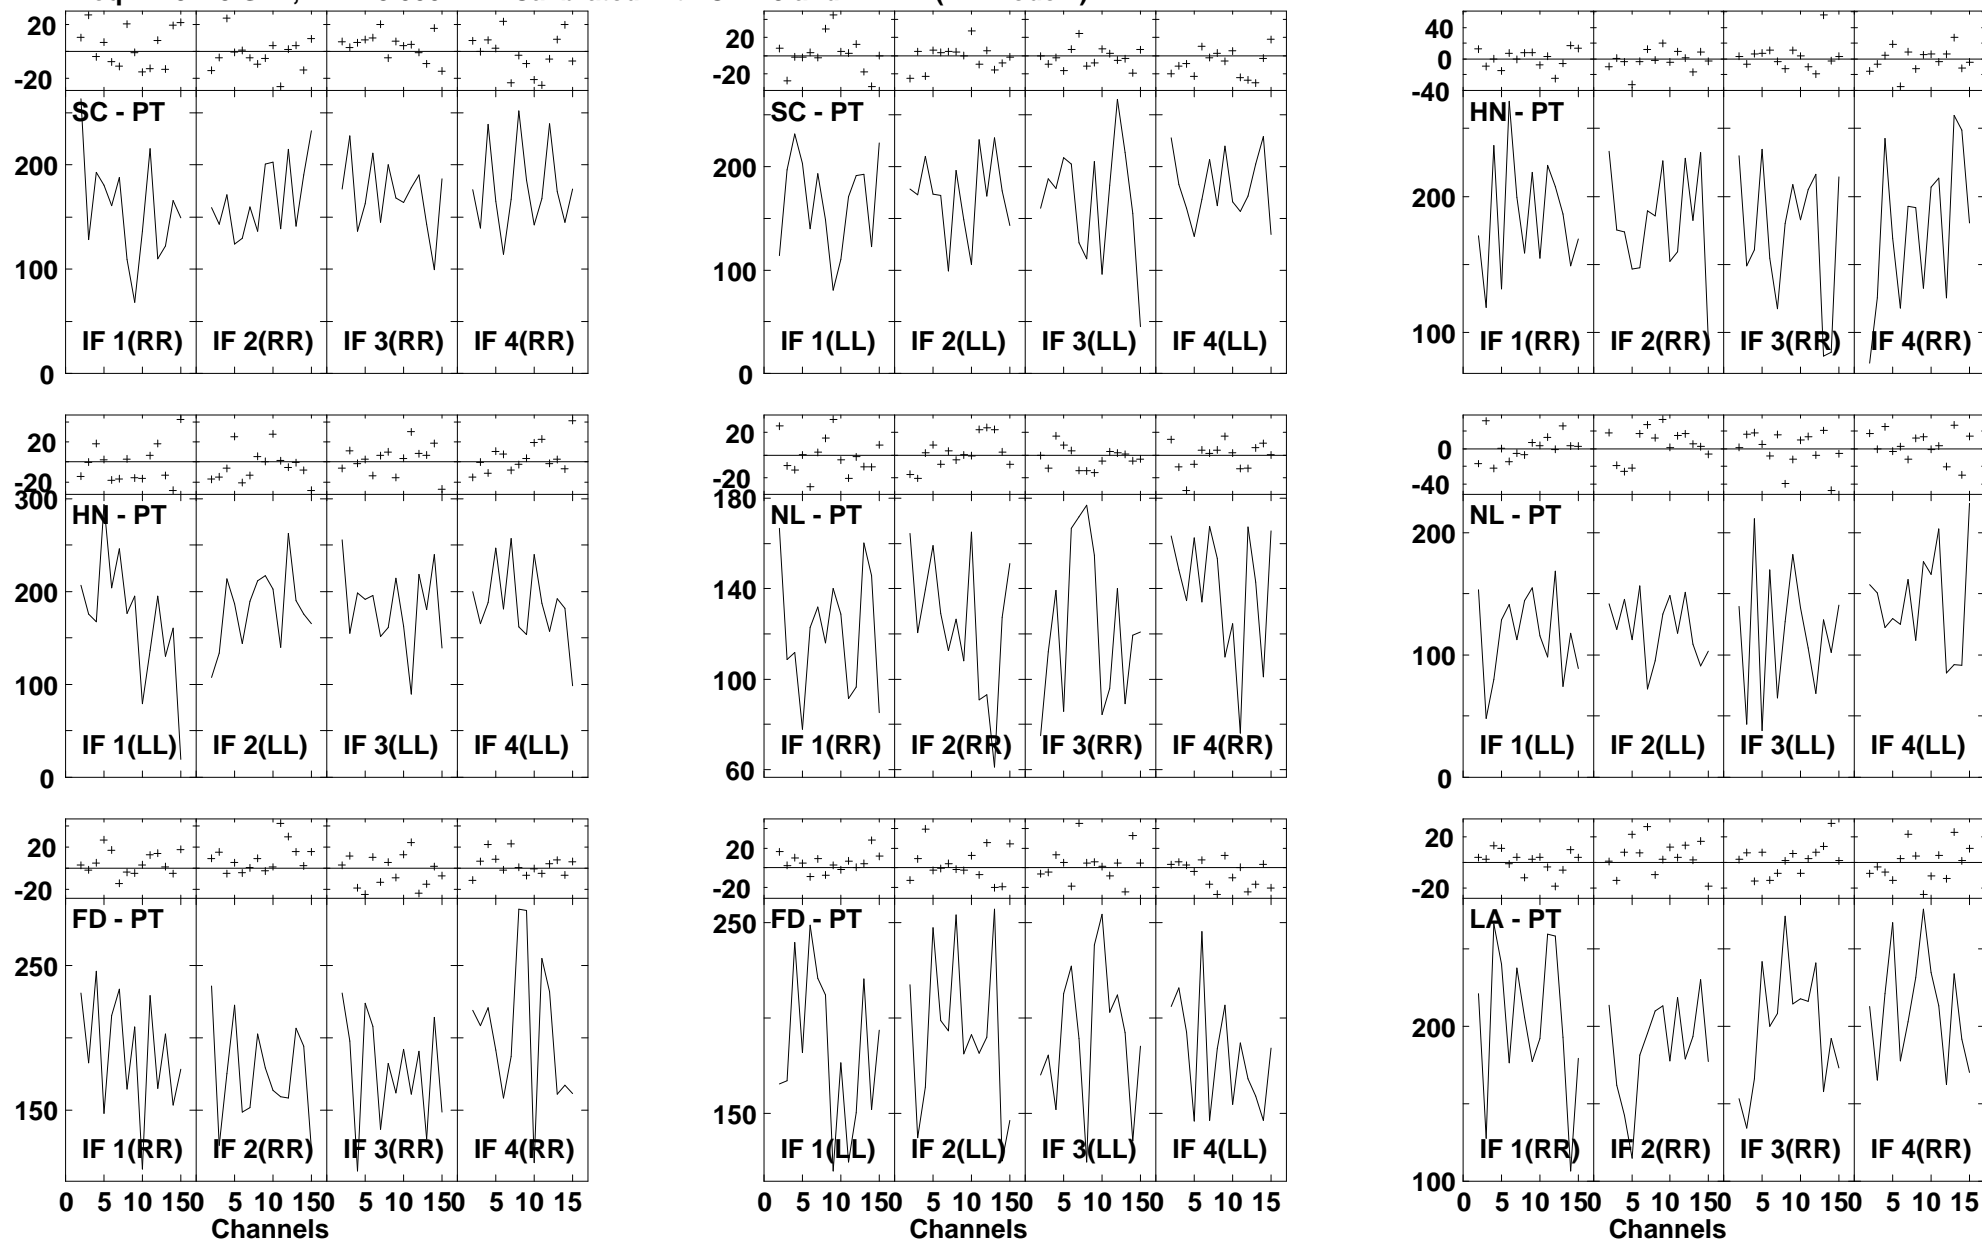 20 20 40
-20 -20 0
-40
SC - PT SC - PT HN - PT
200 200 200
100 100 100
IF 1(RR) IF 2(RR) IF 3(RR) IF 4(RR) IF 1(LL) IF 2(LL) IF 3(LL) IF 4(LL) IF 1(RR) IF 2(RR) IF 3(RR) IF 4(RR)
0 0
20 20 0
-20 -20 -40
300 180
HN - PT NL - PT NL - PT
200 140 200
100 100 100
IF 1(LL) IF 2(LL) IF 3(LL) IF 4(LL) IF 1(RR) IF 2(RR) IF 3(RR) IF 4(RR) IF 1(LL) IF 2(LL) IF 3(LL) IF 4(LL)
0 60 0
20 20 20
-20 -20 -20
FD - PT FD - PT LA - PT
250 250 200
150 150
IF 1(RR) IF 2(RR) IF 3(RR) IF 4(RR) IF 1(LL) IF 2(LL) IF 3(LL) IF 4(LL) IF 1(RR) IF 2(RR) IF 3(RR) IF 4(RR)
100
0 5 10 150 5 10 150 5 10 150 5 10 15 0 5 10 150 5 10 150 5 10 150 5 10 15 0 5 10 150 5 10 150 5 10 150 5 10 15
Channels Channels Channels